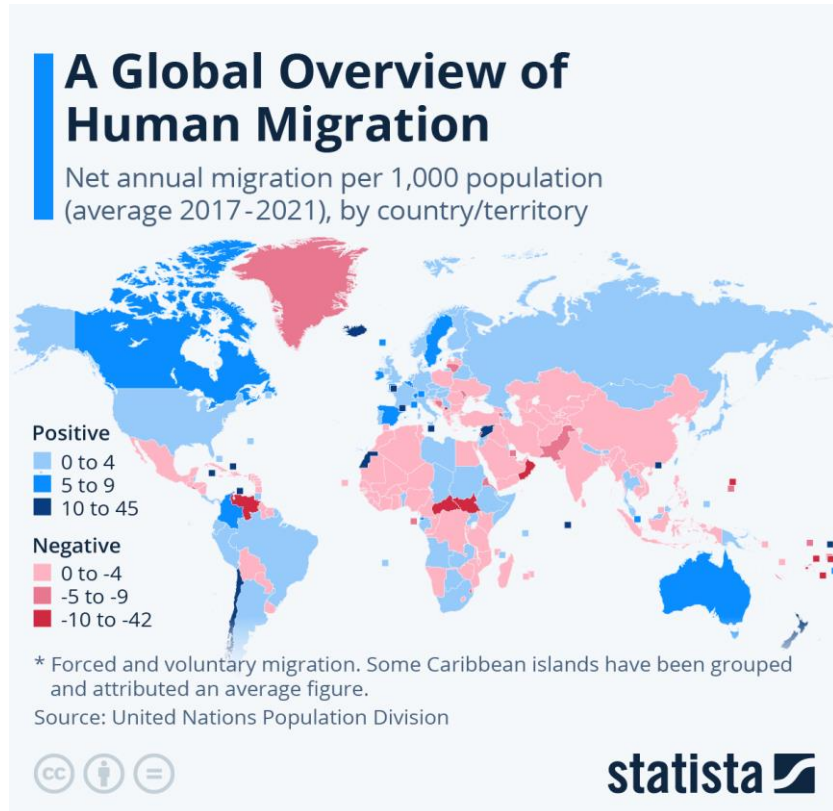 A Global Overview of
Human Migration
Net annual migration per 1,000 population
(average 2017-2021), by country/territory
Positive
0 to 4
5 to 9
10 to 45
Negative
0 to -4
-5 to -9
-10 to -42
* Forced and voluntary migration. Some Caribbean islands have been grouped
and attributed an average figure.
Source: United Nations Population Division
cc
statista